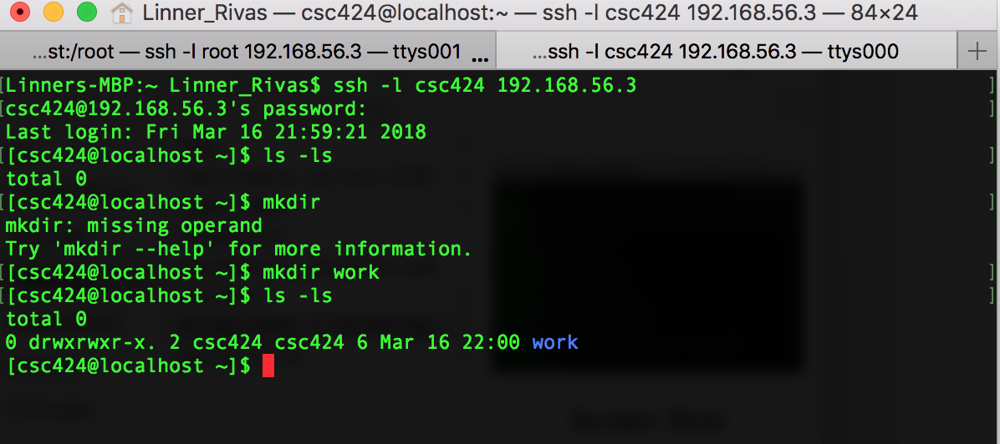 Linner_Rivas — csc424@localhost:~ — ssh -l csc424 192.168.56.3 — 84×24
...st:/root — ssh -l root 192.168.56.3 — ttys001 ...
...ssh -l csc424 192.168.56.3 — ttys000 +
[Linners-MBP:~ Linner_Rivas$ ssh -l csc424 192.168.56.3 ]
[csc424@192.168.56.3's password: ]
Last login: Fri Mar 16 21:59:21 2018
[[csc424@localhost ~]$ ls -ls ]
total 0
[[csc424@localhost ~]$ mkdir ]
mkdir: missing operand
Try 'mkdir --help' for more information.
[[csc424@localhost ~]$ mkdir work ]
[[csc424@localhost ~]$ ls -ls ]
total 0
0 drwxrwxr-x. 2 csc424 csc424 6 Mar 16 22:00 work
[csc424@localhost ~]$